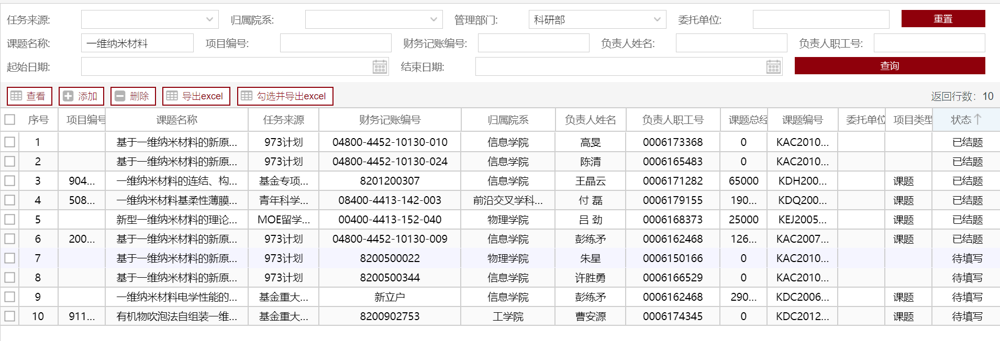 任务来源: 归属院系: 管理部门: 科研部 委托单位: 重置
课题名称: 一维纳米材料 项目编号: 财务记账编号: 负责人姓名: 负责人职工号:
起始日期: 结束日期: 查询
查看 添加 删除 导出excel 勾选并导出excel 返回行数: 10
序号 项目编号 课题名称 任务来源 财务记账编号 归属院系 负责人姓名 负责人职工号 课题总经 课题编号 委托单位 项目类型 状态↑
1 基于一维纳米材料的新原... 973计划 04800-4452-10130-010 信息学院 高旻 0006173368 0 KAC2010... 已结题
2 基于一维纳米材料的新原... 973计划 04800-4452-10130-024 信息学院 陈清 0006165483 0 KAC2010... 已结题
3 904... 一维纳米材料的连结、构... 基金专项... 8201200307 信息学院 王晶云 0006171282 65000 KDH200... 课题 已结题
4 508... 一维纳米材料基柔性薄膜... 青年科学... 08400-4413-142-003 前沿交叉学科... 付 磊 0006179155 190... KDQ200... 课题 已结题
5 新型一维纳米材料的理论... MOE留学... 00400-4413-152-040 物理学院 吕 劲 0006168373 25000 KEJ2005... 课题 已结题
6 200... 基于一维纳米材料的新原... 973计划 04800-4452-10130-009 信息学院 彭练矛 0006162468 126... KAC2007... 课题 已结题
7 基于一维纳米材料的新原... 973计划 8200500022 物理学院 朱星 0006150166 0 KAC2010... 待填写
8 基于一维纳米材料的新原... 973计划 8200500344 信息学院 许胜勇 0006166529 0 KAC2010... 待填写
9 一维纳米材料电学性能的... 基金重大... 新立户 信息学院 彭练矛 0006162468 290... KDC2006... 课题 待填写
10 911... 有机物吹泡法自组装一维... 基金重大... 8200902753 工学院 曹安源 0006174345 0 KDC2012... 课题 待填写